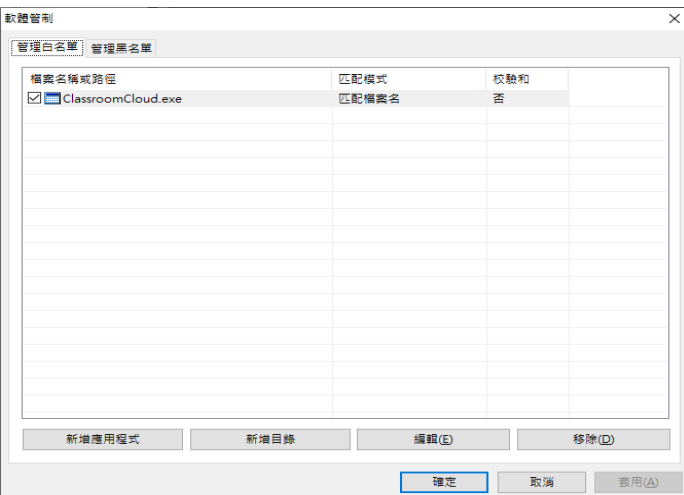 軟體管制
管理白名單 管理黑名單
檔案名稱或路徑 匹配模式 校驗和
ClassroomCloud.exe 匹配檔案名 否
新增應用程式 新增目錄 編輯(E) 移除(D)
確定 取消 套用(A)